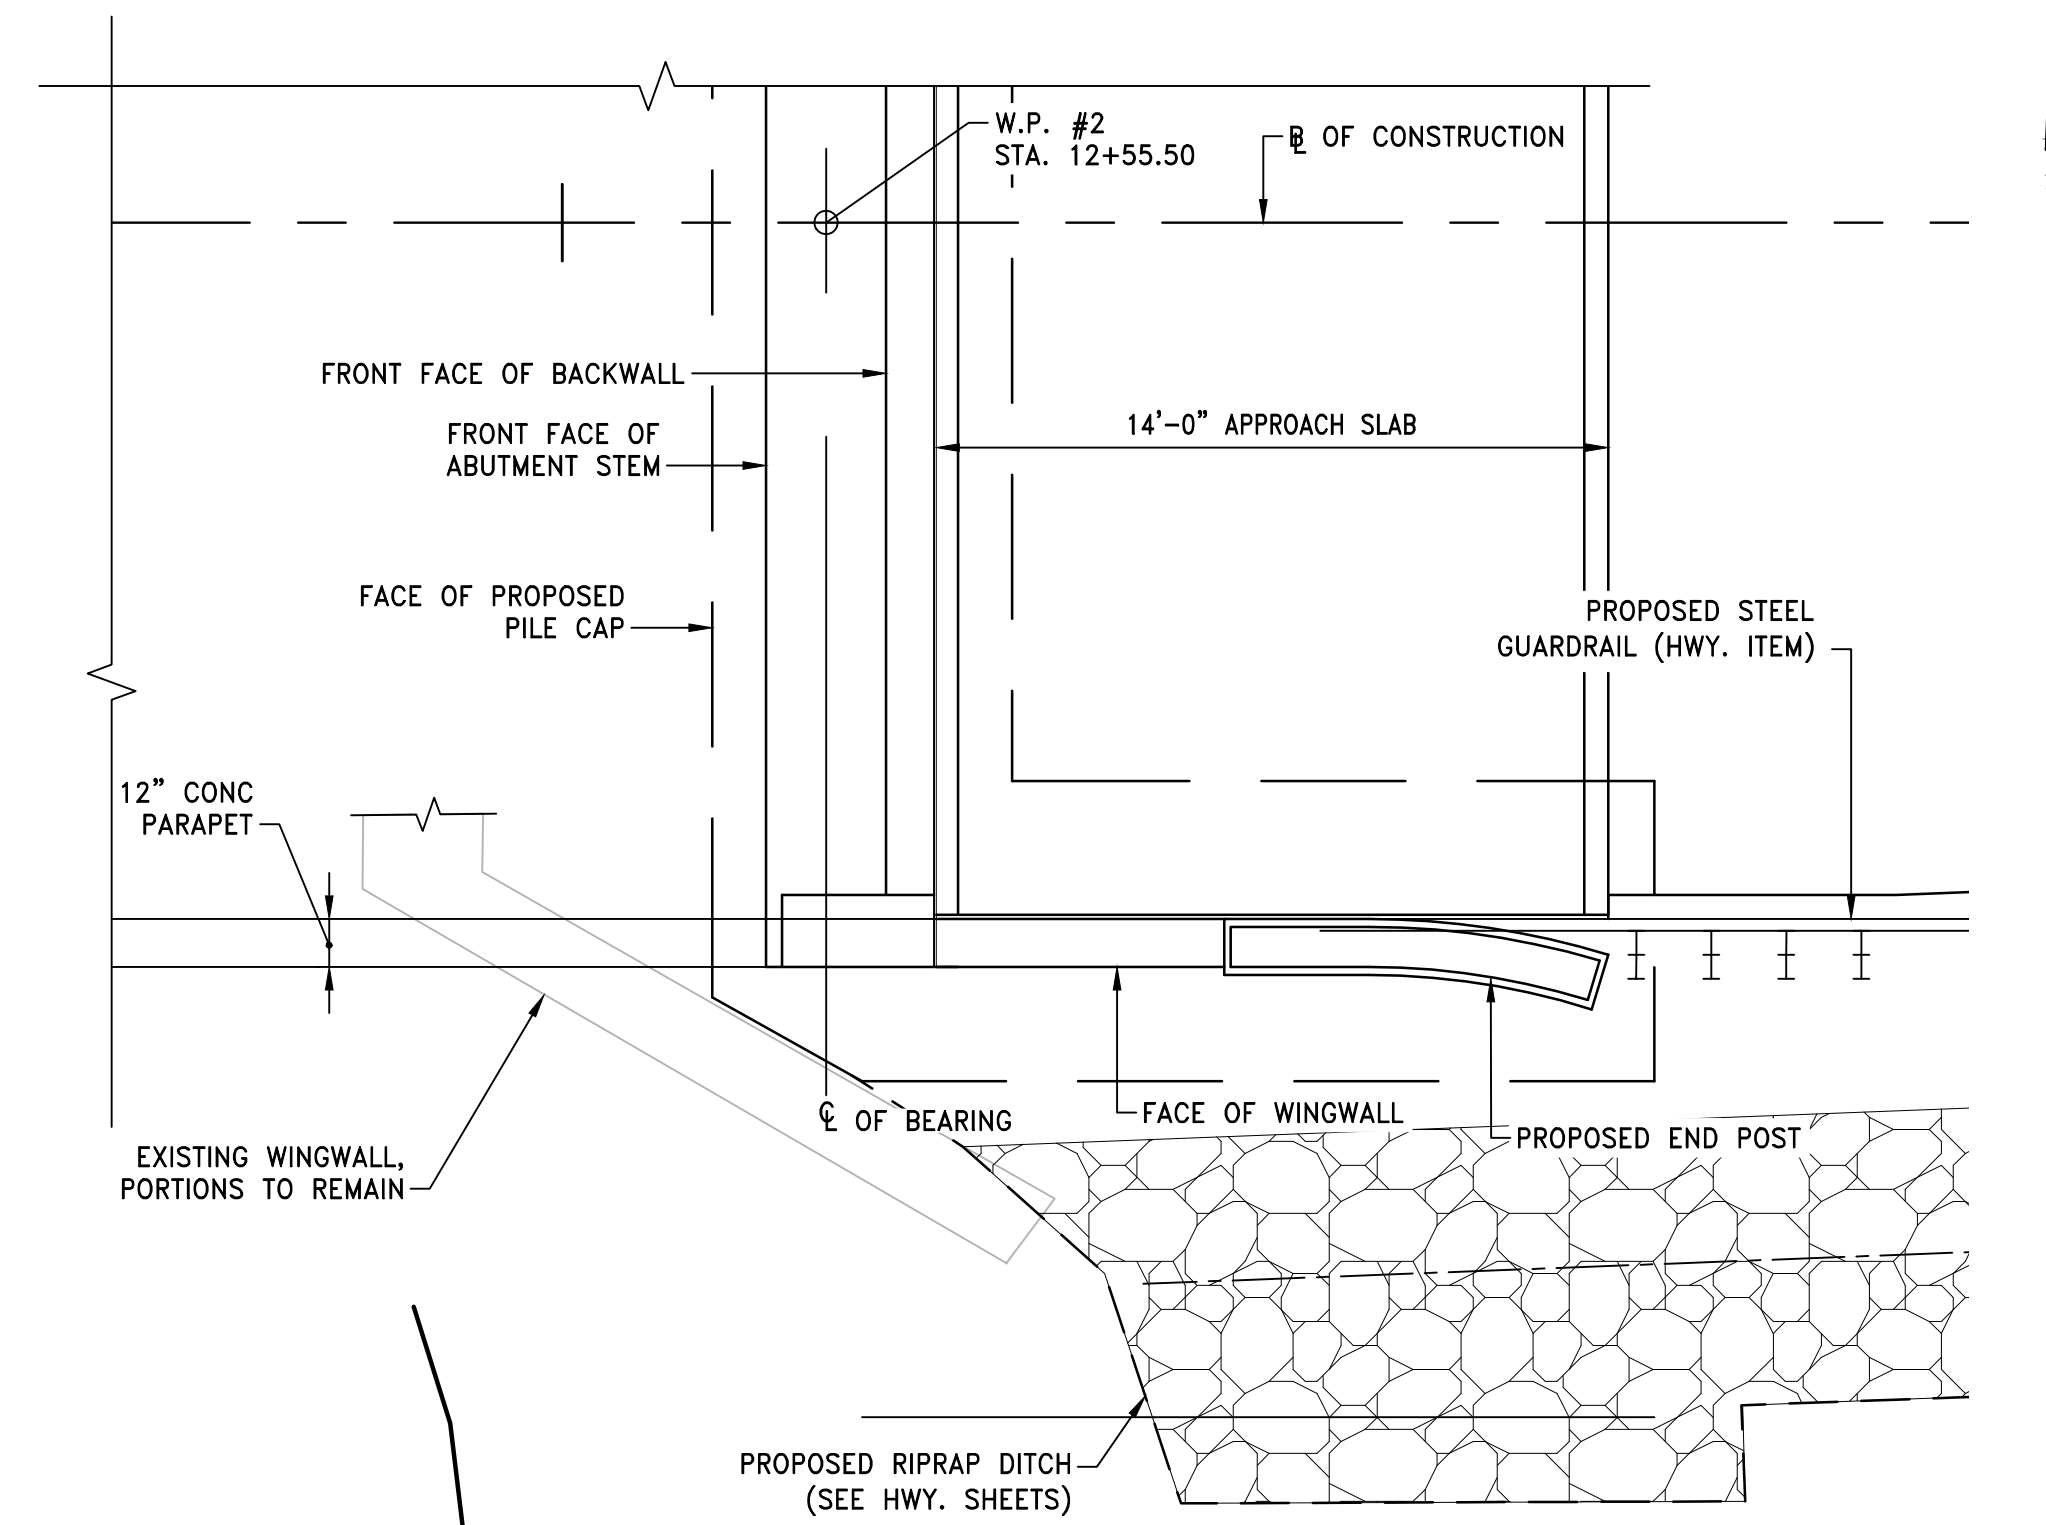 W.P. #2
STA. 12+55.50
℄ OF CONSTRUCTION
FRONT FACE OF BACKWALL
14'-0" APPROACH SLAB
FRONT FACE OF
ABUTMENT STEM
FACE OF PROPOSED
PILE CAP
PROPOSED STEEL
GUARDRAIL (HWY. ITEM)
12" CONC
PARAPET
℄ OF BEARING
FACE OF WINGWALL
PROPOSED END POST
EXISTING WINGWALL,
PORTIONS TO REMAIN
PROPOSED RIPRAP DITCH
(SEE HWY. SHEETS)